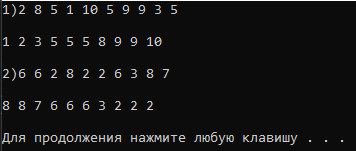 1)2 8 5 1 10 5 9 9 3 5
1 2 3 5 5 5 8 9 9 10
2)6 6 2 8 2 2 6 3 8 7
8 8 7 6 6 6 3 2 2 2
Для продолжения нажмите любую клавишу . . .